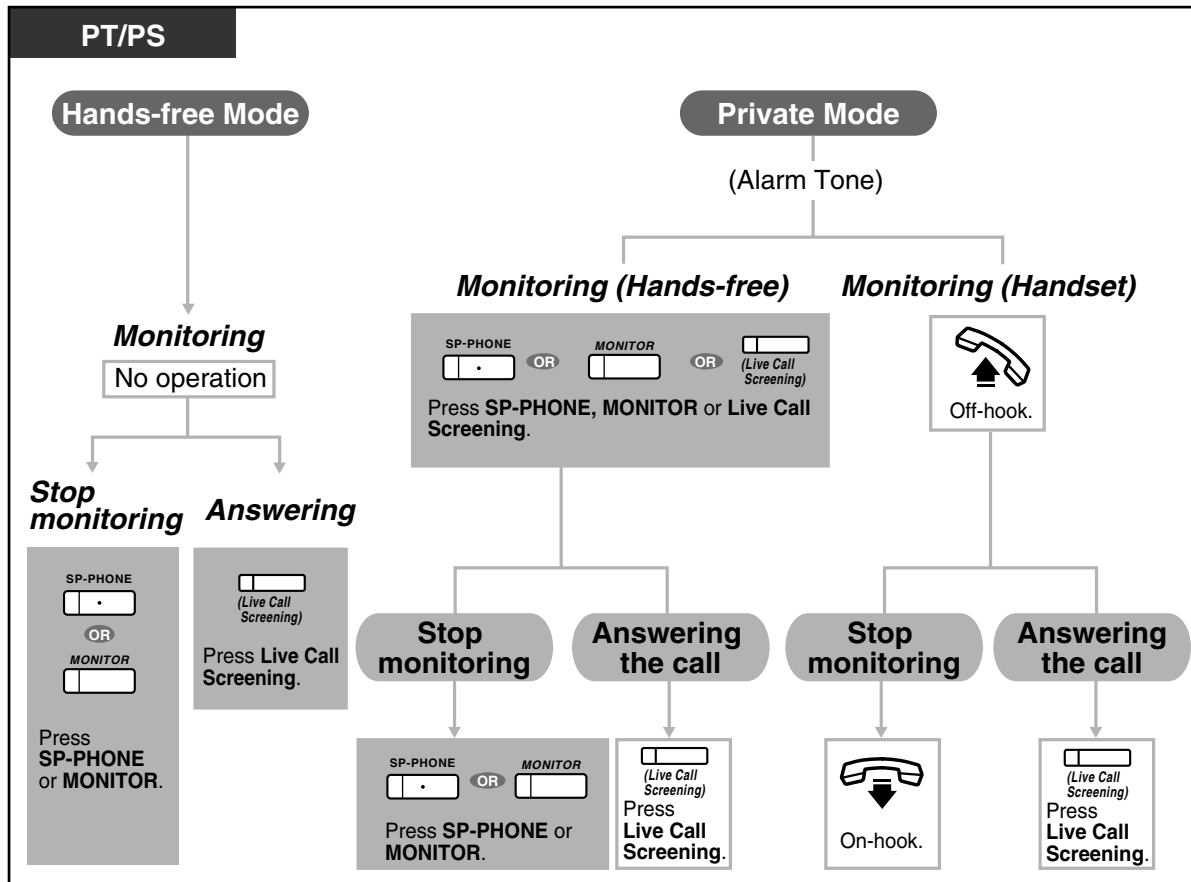 PT/PS
Hands-free Mode
Monitoring
No operation
Stop
monitoring
SP-PHONE
OR
MONITOR
Press
SP-PHONE
or MONITOR.
Answering
(Live Call
Screening)
Press Live Call
Screening.
Private Mode
(Alarm Tone)
Monitoring (Hands-free)
SP-PHONE
OR
MONITOR
OR
(Live Call
Screening)
Press SP-PHONE, MONITOR or Live Call
Screening.
Stop
monitoring
SP-PHONE
OR
MONITOR
Press SP-PHONE or
MONITOR.
Answering
the call
(Live Call
Screening)
Press
Live Call
Screening.
Monitoring (Handset)
Off-hook.
Stop
monitoring
On-hook.
Answering
the call
(Live Call
Screening)
Press
Live Call
Screening.